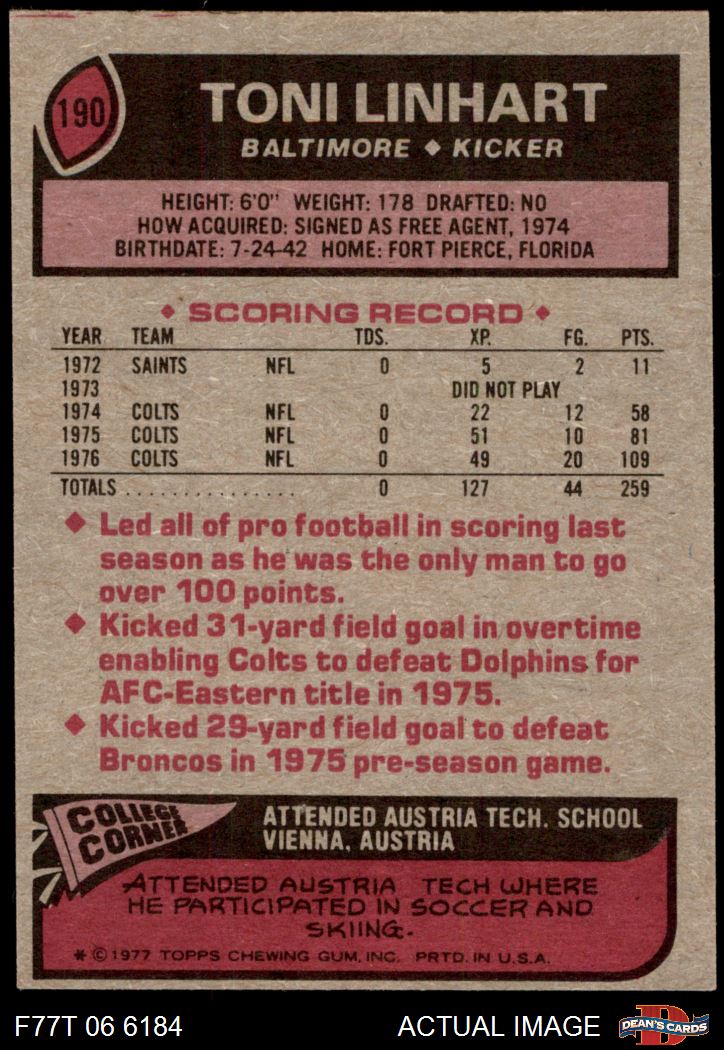 190
TONI LINHART
BALTIMORE ♦ KICKER
HEIGHT: 6'0" WEIGHT: 178 DRAFTED: NO
HOW ACQUIRED: SIGNED AS FREE AGENT, 1974
BIRTHDATE: 7-24-42 HOME: FORT PIERCE, FLORIDA
♦ SCORING RECORD ♦
YEAR TEAM TDS. XP. FG. PTS.
1972 SAINTS NFL 0 5 2 11
1973 DID NOT PLAY
1974 COLTS NFL 0 22 12 58
1975 COLTS NFL 0 51 10 81
1976 COLTS NFL 0 49 20 109
TOTALS ................ 0 127 44 259
♦ Led all of pro football in scoring last
season as he was the only man to go
over 100 points.
♦ Kicked 31-yard field goal in overtime
enabling Colts to defeat Dolphins for
AFC-Eastern title in 1975.
♦ Kicked 29-yard field goal to defeat
Broncos in 1975 pre-season game.
COLLEGE
CORNER
ATTENDED AUSTRIA TECH. SCHOOL
VIENNA, AUSTRIA
ATTENDED AUSTRIA TECH WHERE
HE PARTICIPATED IN SOCCER AND
SKIING.
* © 1977 TOPPS CHEWING GUM, INC. PRTD. IN U.S.A.
F77T 06 6184 ACTUAL IMAGE
D
DEAN'S CARDS